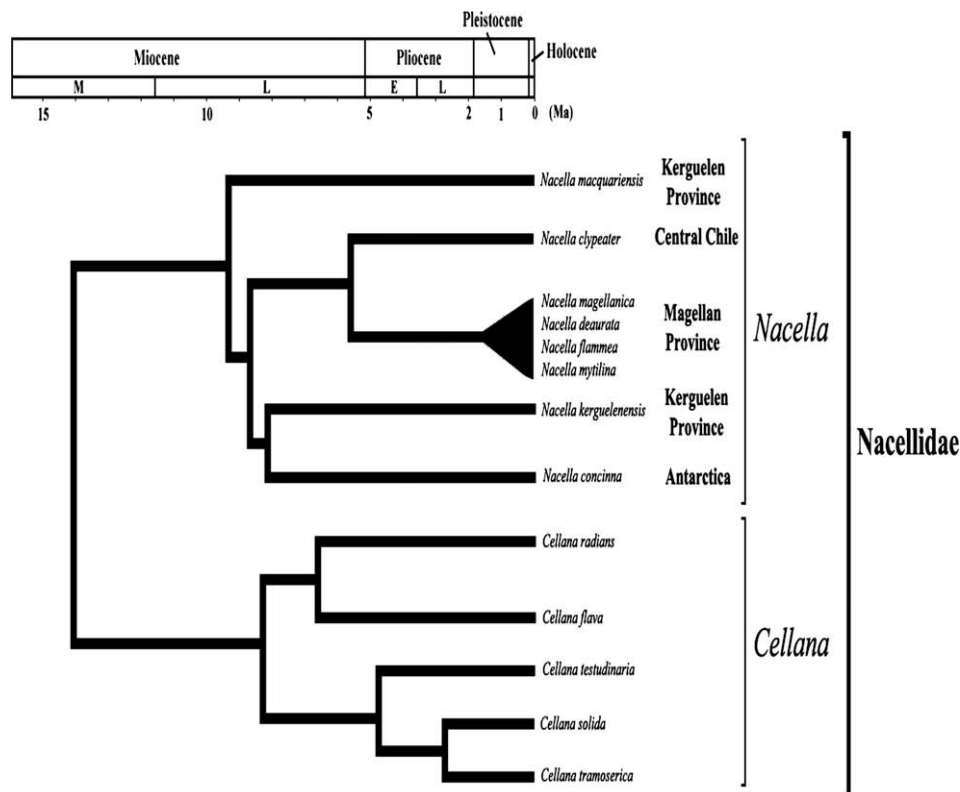 Pleistocene
Holocene
Miocene
Pliocene
M
L
E
L
15
10
5
2
1
0
(Ma)
Nacella macquariensis
Kerguelen
Province
Nacella clypeater
Central Chile
Nacella magellanica
Nacella deaurata
Nacella flammea
Nacella mytilina
Magellan
Province
Nacella kerguelenensis
Kerguelen
Province
Nacella concinna
Antarctica
Nacella
Cellana radians
Cellana flava
Cellana testudinaria
Cellana solida
Cellana tramoserica
Cellana
Nacellidae